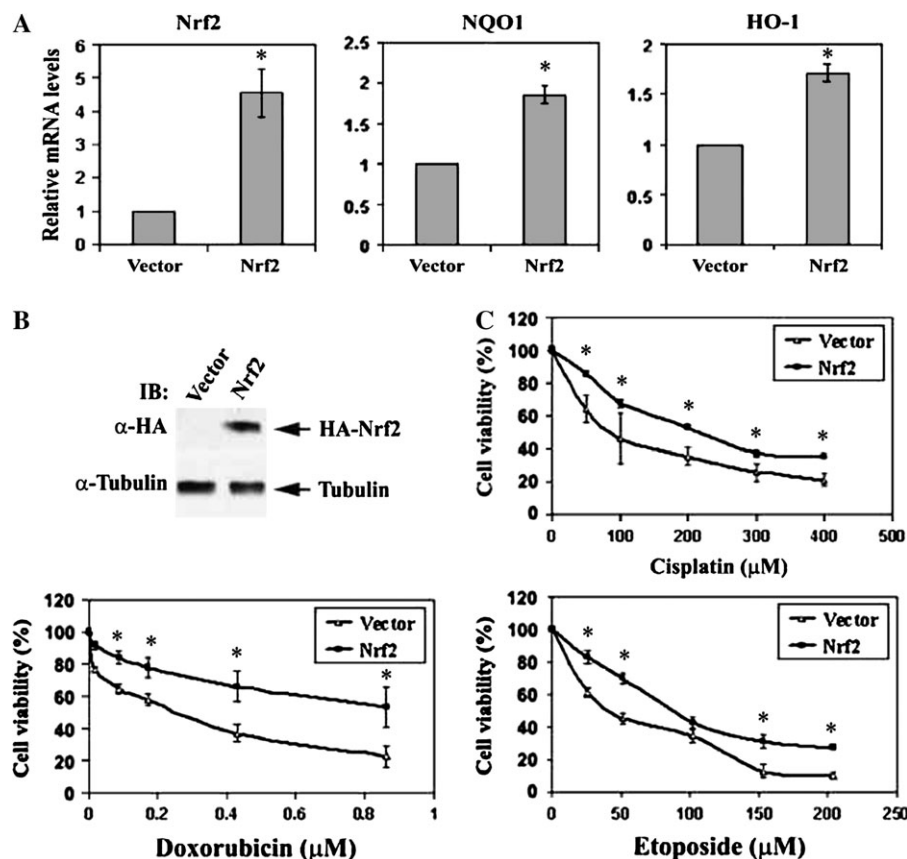 A
Nrf2
NQO1
HO-1
Relative mRNA levels
6
5
4
3
2
1
0
Vector
Nrf2
*
2.5
2
1.5
1
0.5
0
Vector
Nrf2
*
2
1.5
1
0.5
0
Vector
Nrf2
*
B
IB:
Vector
Nrf2
α-HA
HA-Nrf2
α-Tubulin
Tubulin
C
Cell viability (%)
120
100
80
60
40
20
0
* * * * *
Vector
Nrf2
0 100 200 300 400 500
Cisplatin (μM)
Cell viability (%)
120
100
80
60
40
20
0
* * * *
Vector
Nrf2
0 0.2 0.4 0.6 0.8 1
Doxorubicin (μM)
Cell viability (%)
120
100
80
60
40
20
0
* * * *
Vector
Nrf2
0 50 100 150 200 250
Etoposide (μM)